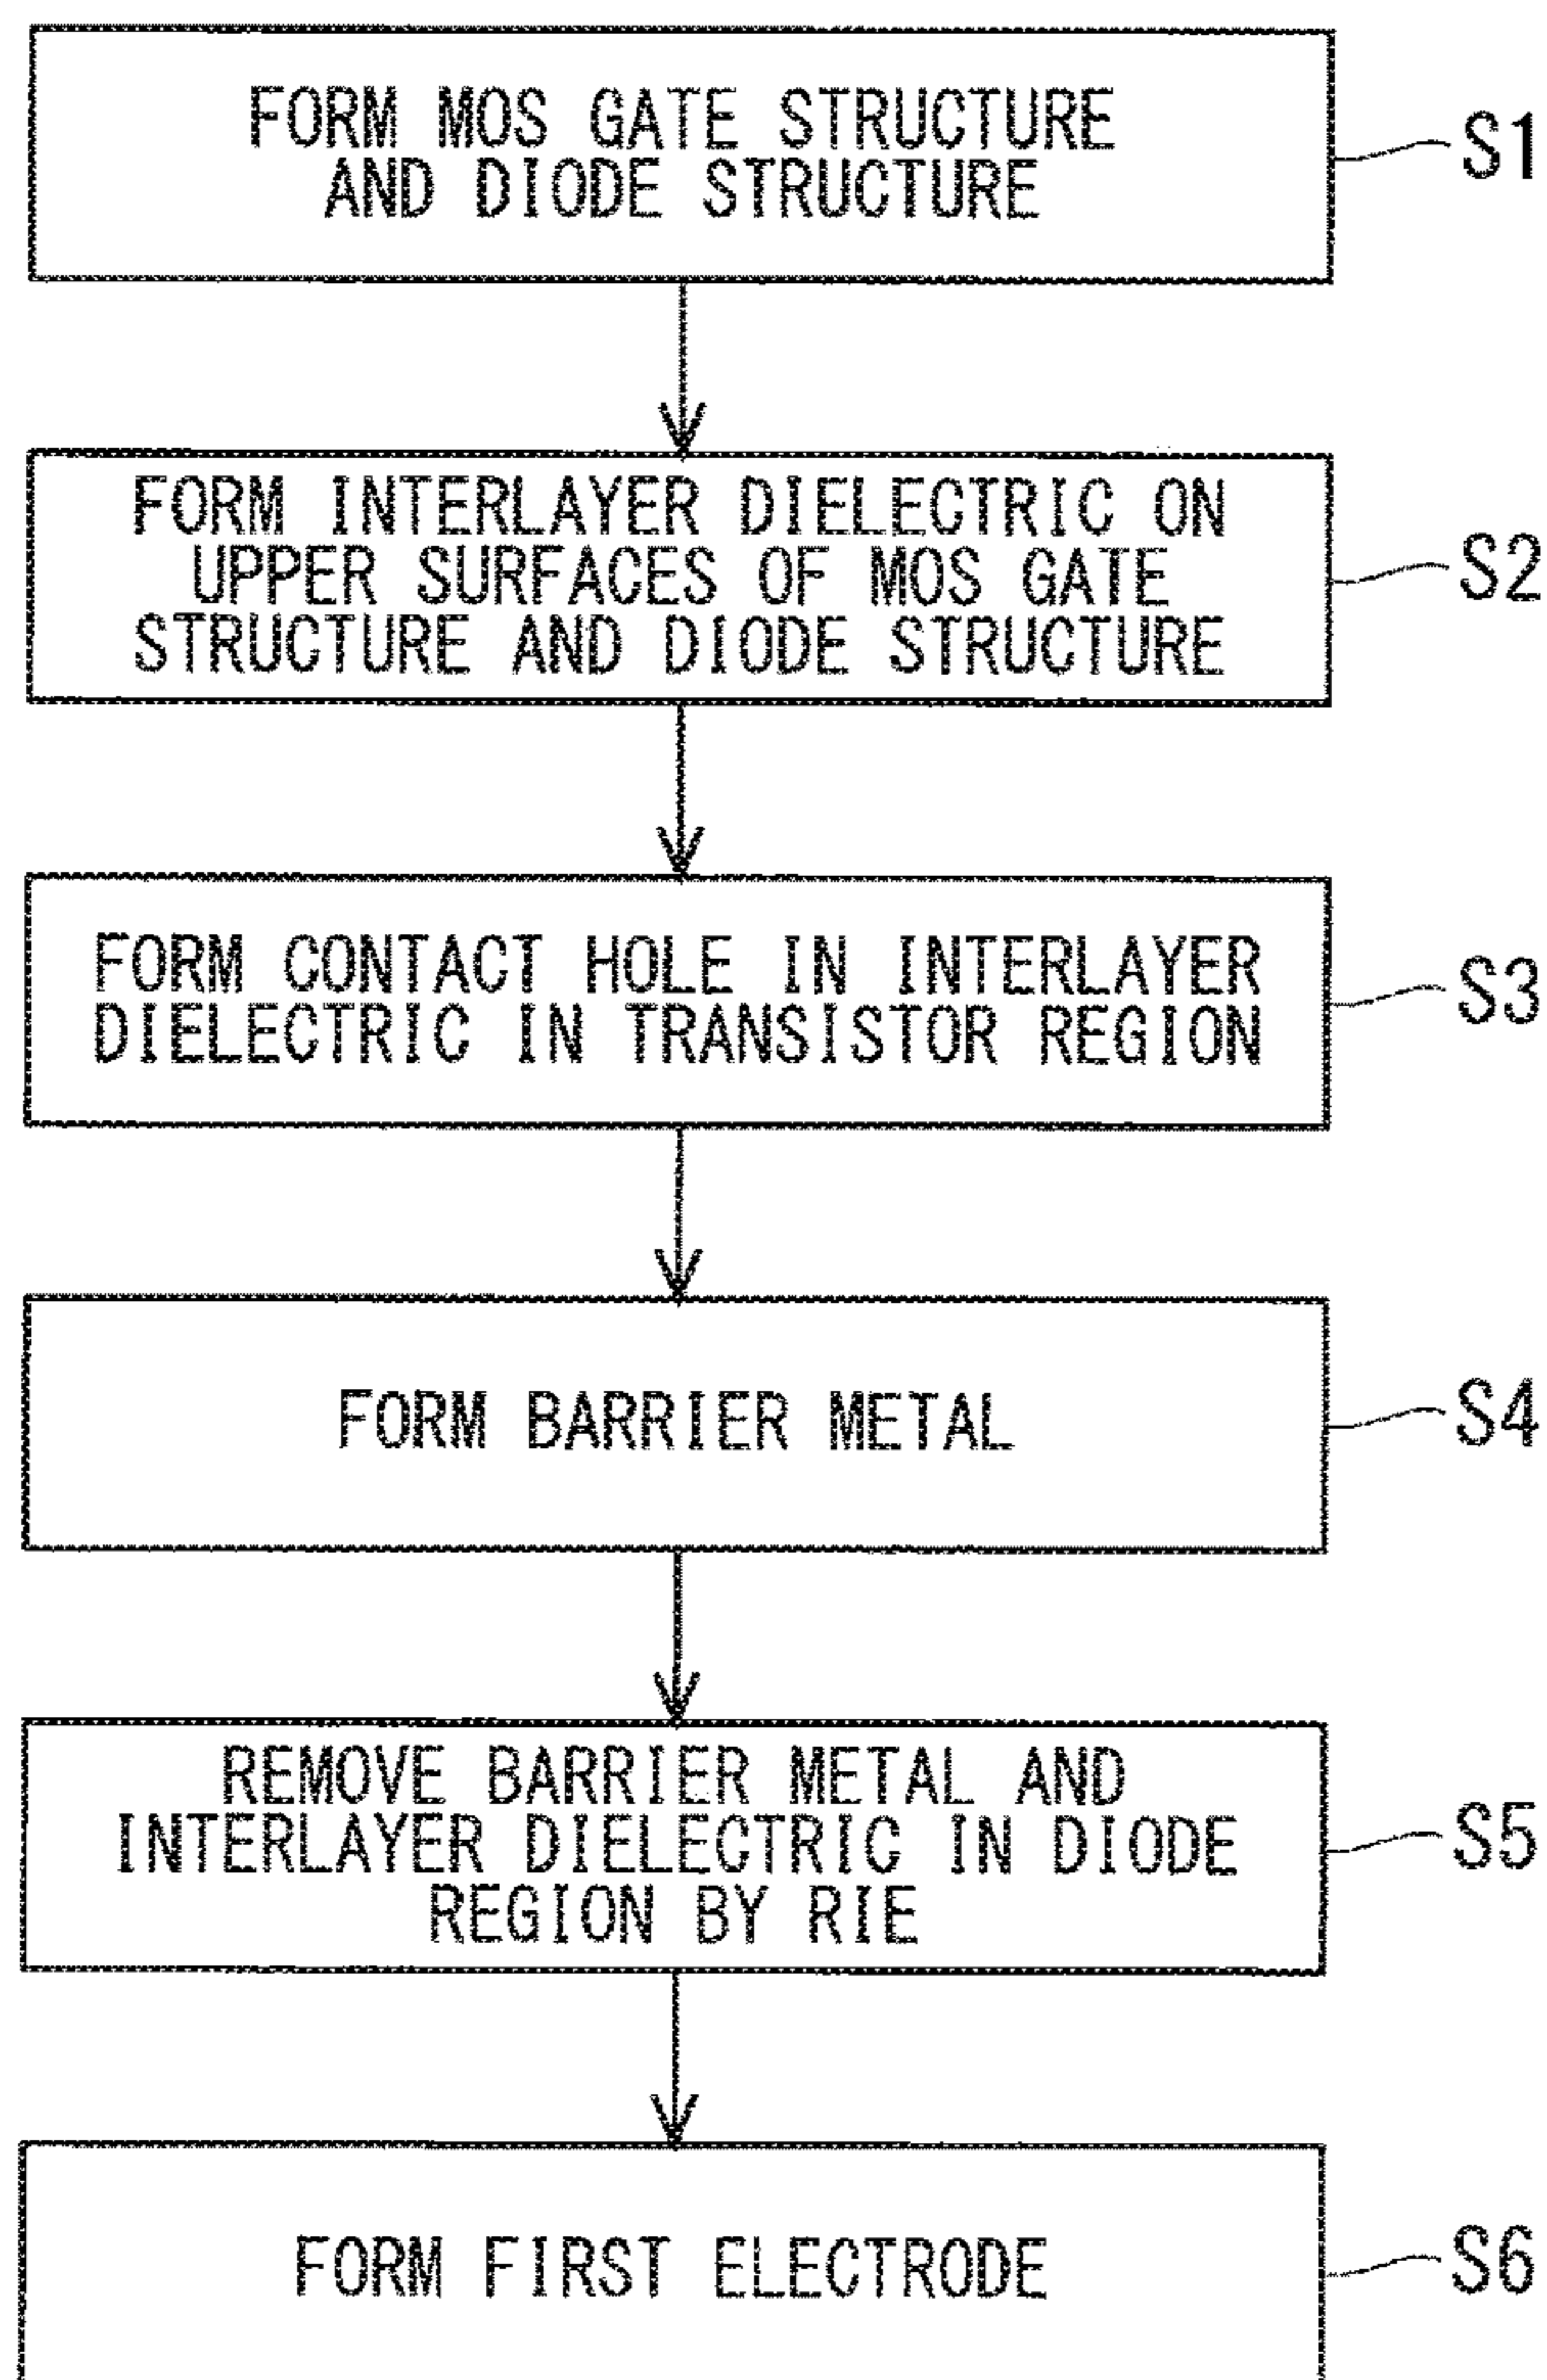 FORM MOS GATE STRUCTURE
AND DIODE STRUCTURE
S1
FORM INTERLAYER DIELECTRIC ON
UPPER SURFACES OF MOS GATE
STRUCTURE AND DIODE STRUCTURE
S2
FORM CONTACT HOLE IN INTERLAYER
DIELECTRIC IN TRANSISTOR REGION
S3
FORM BARRIER METAL
S4
REMOVE BARRIER METAL AND
INTERLAYER DIELECTRIC IN DIODE
REGION BY RIE
S5
FORM FIRST ELECTRODE
S6